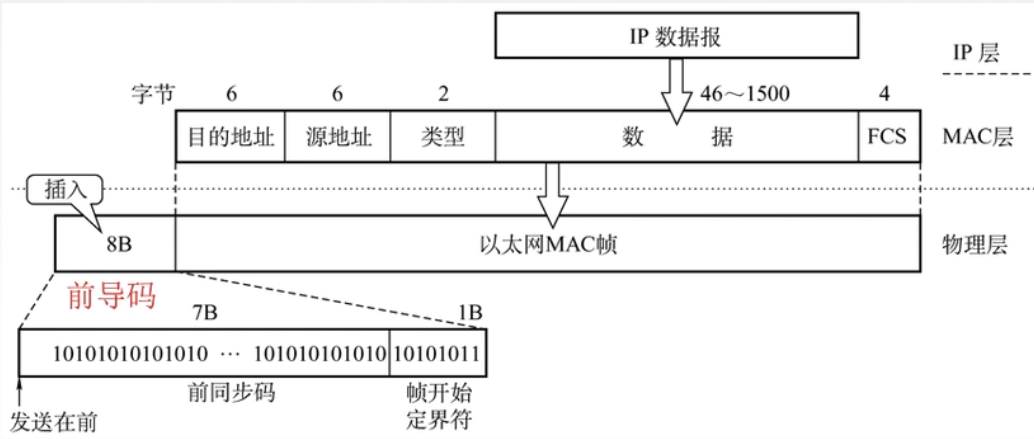 IP 数据报
IP 层
字节 6 6 2 46～1500 4
目的地址 源地址 类型 数 据 FCS MAC层
插入
8B 以太网MAC帧 物理层
前导码
7B 1B
10101010101010 … 101010101010 10101011
前同步码 帧开始
定界符
发送在前